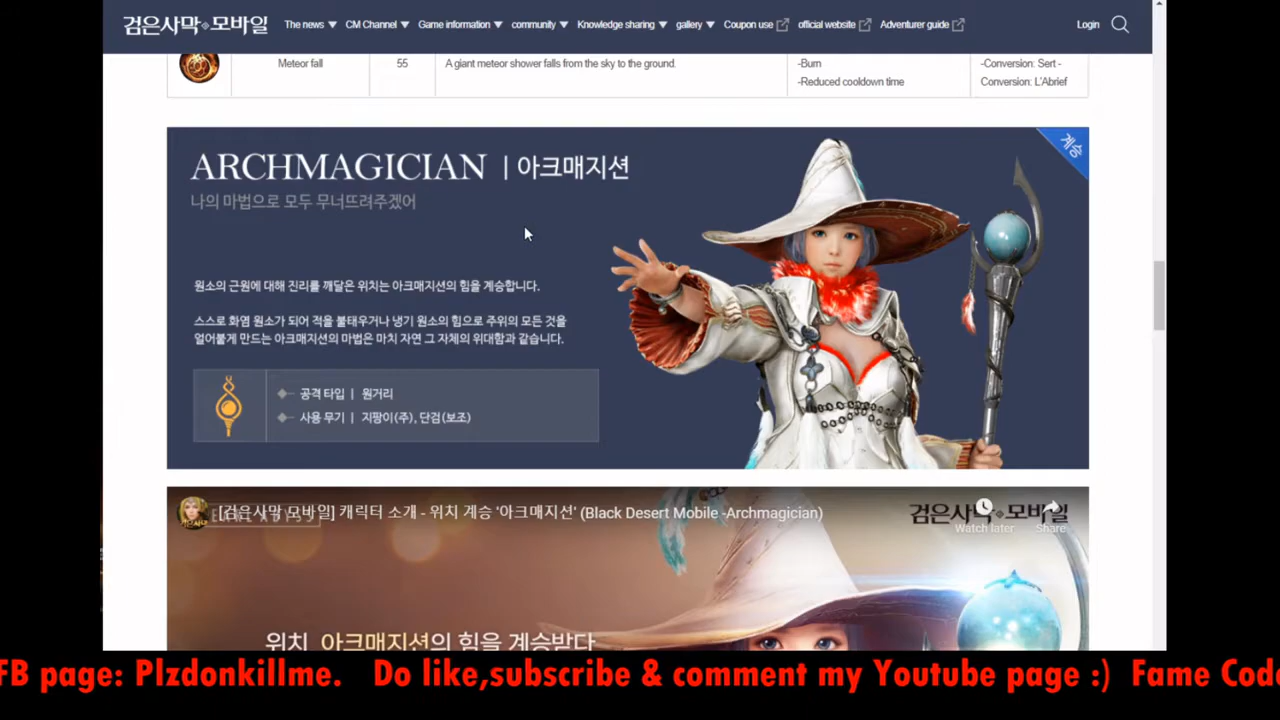 검은사막 모바일 The news ▼ CM Channel ▼ Game information ▼ community ▼ Knowledge sharing ▼ gallery ▼ Coupon use official website Adventurer guide Login
Meteor fall 55 A giant meteor shower falls from the sky to the ground. -Burn -Conversion: Sert -
-Reduced cooldown time Conversion: L'Abrief
ARCHMAGICIAN | 아크매지션
계승
나의 마법으로 모두 무너뜨려주겠어
원소의 근원에 대해 진리를 깨달은 위치는 아크매지션의 힘을 계승합니다.
스스로 화염 원소가 되어 적을 불태우거나 냉기 원소의 힘으로 주위의 모든 것을
얼어붙게 만드는 아크매지션의 마법은 마치 자연 그 자체의 위대함과 같습니다.
공격 타입 | 원거리
사용 무기 | 지팡이(주), 단검(보조)
[검은사막 모바일] 캐릭터 소개 - 위치 계승 '아크매지션' (Black Desert Mobile -Archmagician)
검은사막 모바일
Watch later Share
위치 아크매지션의 힘을 계승받다
FB page: Plzdonkillme. Do like,subscribe & comment my Youtube page :) Fame Code